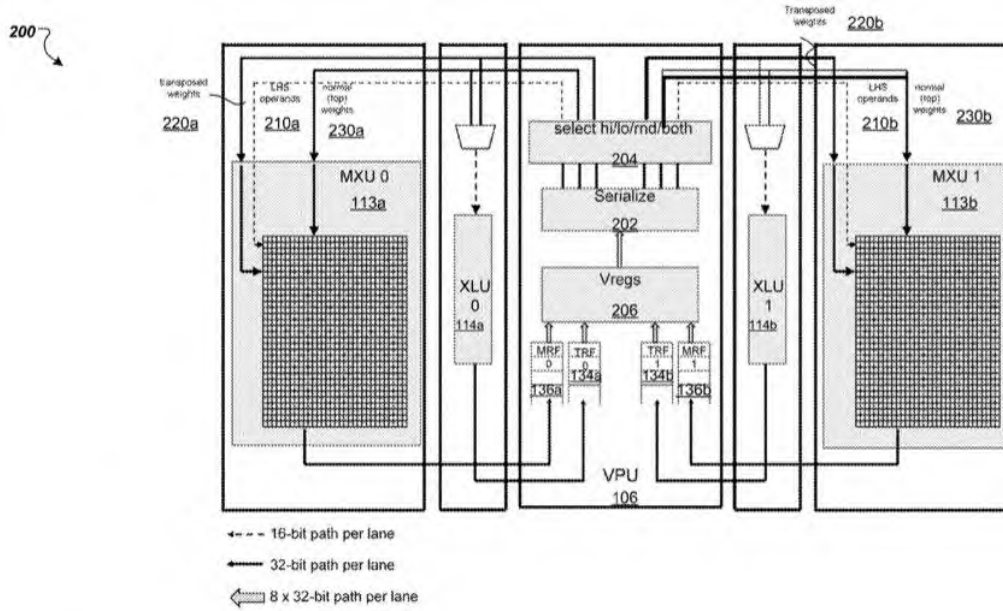 200
Transposed
weights
220b
transposed
weights
LHS
operands
normal
(top)
weights
220a
210a
230a
LHS
operands
normal
(top)
weights
210b
230b
select hi/lo/rnd/both
204
MXU 0
113a
MXU 1
113b
Serialize
202
XLU
0
114a
Vregs
206
XLU
1
114b
MRF
0
136a
TRF
0
134a
TRF
1
134b
MRF
1
136b
VPU
106
16-bit path per lane
32-bit path per lane
8 x 32-bit path per lane